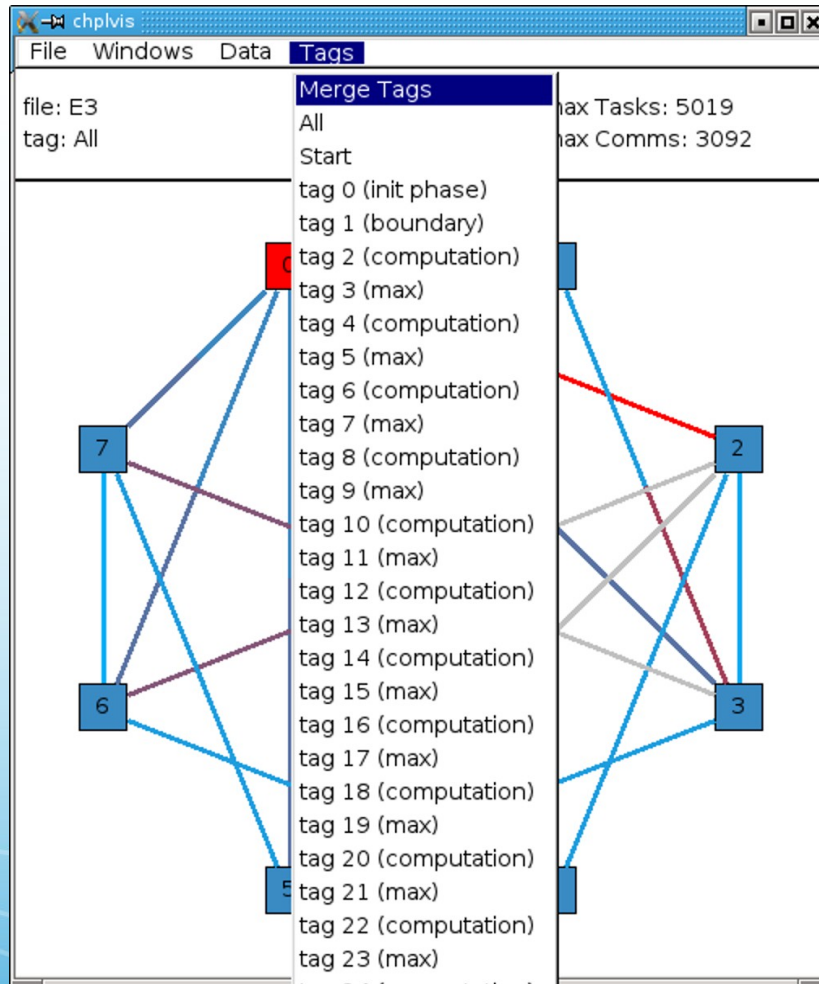 chplvis
File Windows Data Tags
file: E3
tag: All
max Tasks: 5019
max Comms: 3092
Merge Tags
All
Start
tag 0 (init phase)
tag 1 (boundary)
tag 2 (computation)
tag 3 (max)
tag 4 (computation)
tag 5 (max)
tag 6 (computation)
tag 7 (max)
tag 8 (computation)
tag 9 (max)
tag 10 (computation)
tag 11 (max)
tag 12 (computation)
tag 13 (max)
tag 14 (computation)
tag 15 (max)
tag 16 (computation)
tag 17 (max)
tag 18 (computation)
tag 19 (max)
tag 20 (computation)
tag 21 (max)
tag 22 (computation)
tag 23 (max)
0
7
2
6
3
5